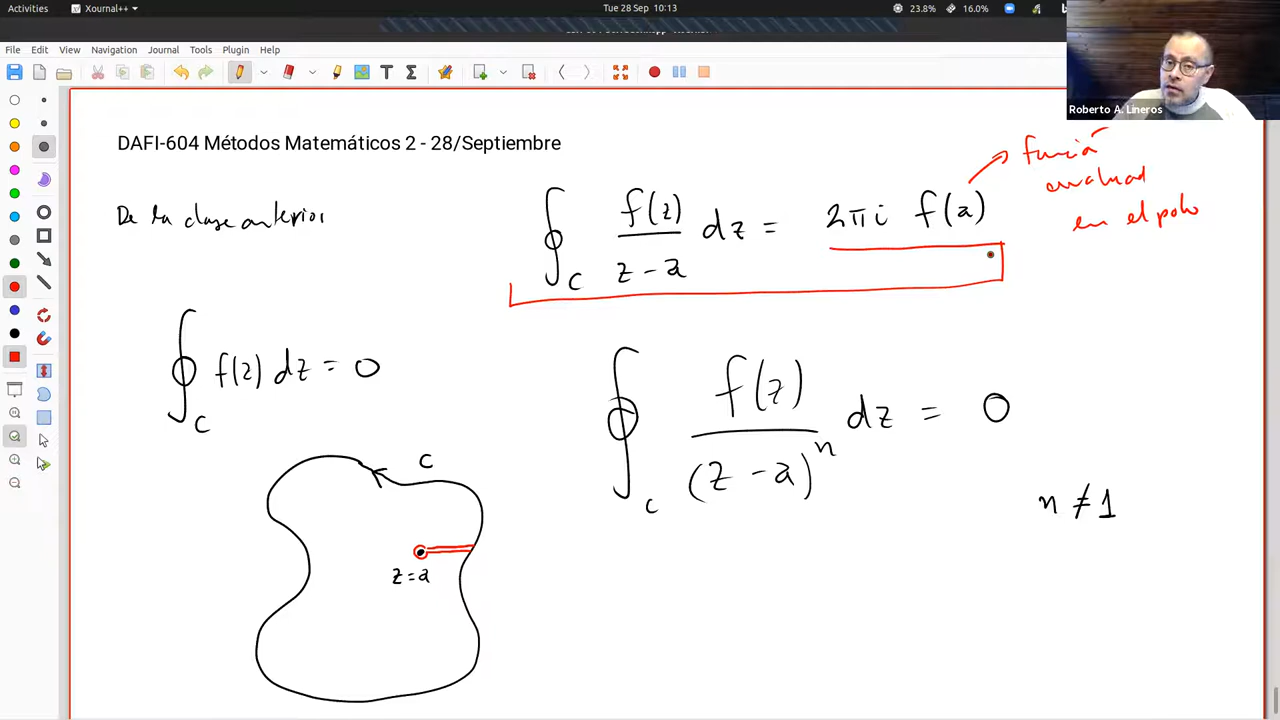 Activities
Xournal++
Tue 28 Sep 10:13
23.8%
16.0%
File Edit View Navigation Journal Tools Plugin Help
Roberto A. Lineros
DAFI-604 Métodos Matemáticos 2 - 28/Septiembre
De la clase anterior
∮_C f(z)/(z-a) dz = 2πi f(a)
función
evaluad
en el polo
∮_C f(z) dz = 0
∮_C f(z)/(z-a)^n dz = 0
n ≠ 1
C
z=a